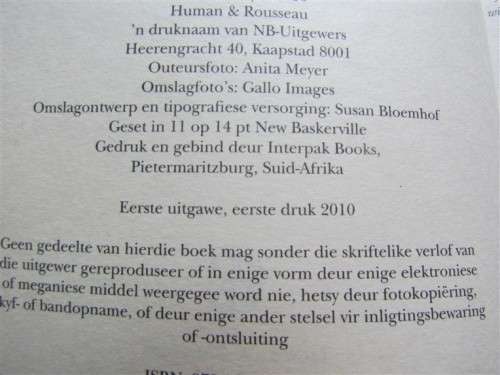 Human & Rousseau
'n druknaam van NB-Uitgewers
Heerengracht 40, Kaapstad 8001
Outeursfoto: Anita Meyer
Omslagfoto's: Gallo Images
Omslagontwerp en tipografiese versorging: Susan Bloemhof
Geset in 11 op 14 pt New Baskerville
Gedruk en gebind deur Interpak Books,
Pietermaritzburg, Suid-Afrika
Eerste uitgawe, eerste druk 2010
Geen gedeelte van hierdie boek mag sonder die skriftelike verlof van
die uitgewer gereproduseer of in enige vorm deur enige elektroniese
of meganiese middel weergegee word nie, hetsy deur fotokopiëring,
kyf- of bandopname, of deur enige ander stelsel vir inligtingsbewaring
of -ontsluiting